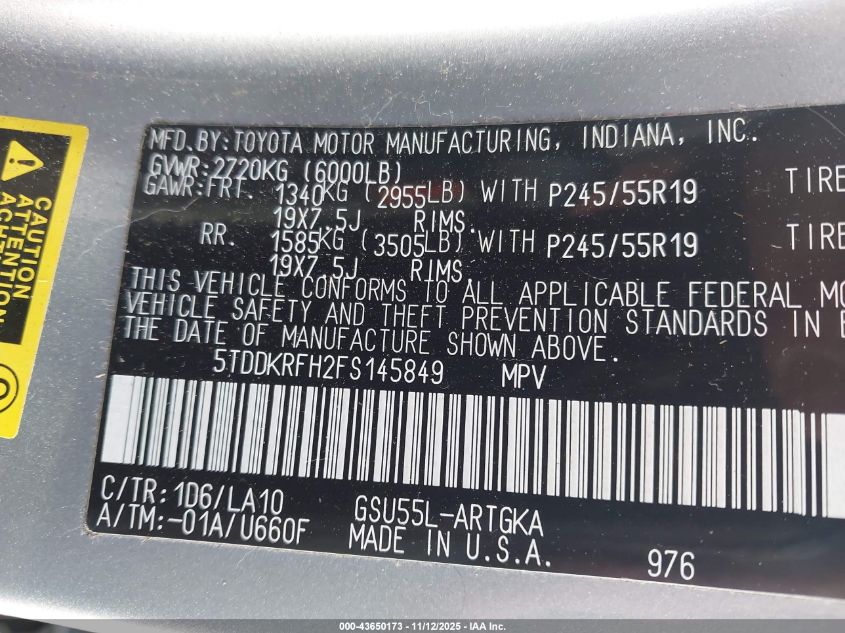 CAUTION
ATTENTION
MFD.BY:TOYOTA MOTOR MANUFACTURING, INDIANA, INC.
GVWR:2720KG (6000LB)
GAWR:FRT. 1340KG (2955LB) WITH P245/55R19 TIRE
19X7.5J RIMS.
RR. 1585KG (3505LB) WITH P245/55R19 TIRE
19X7.5J RIMS
THIS VEHICLE CONFORMS TO ALL APPLICABLE FEDERAL MO
VEHICLE SAFETY AND THEFT PREVENTION STANDARDS IN E
THE DATE OF MANUFACTURE SHOWN ABOVE.
5TDDKRFH2FS145849 MPV
C/TR: 1D6/LA10 GSU55L-ARTGKA
A/TM:-01A/U660F MADE IN U.S.A. 976
000-43650173 - 11/12/2025 - IAA Inc.